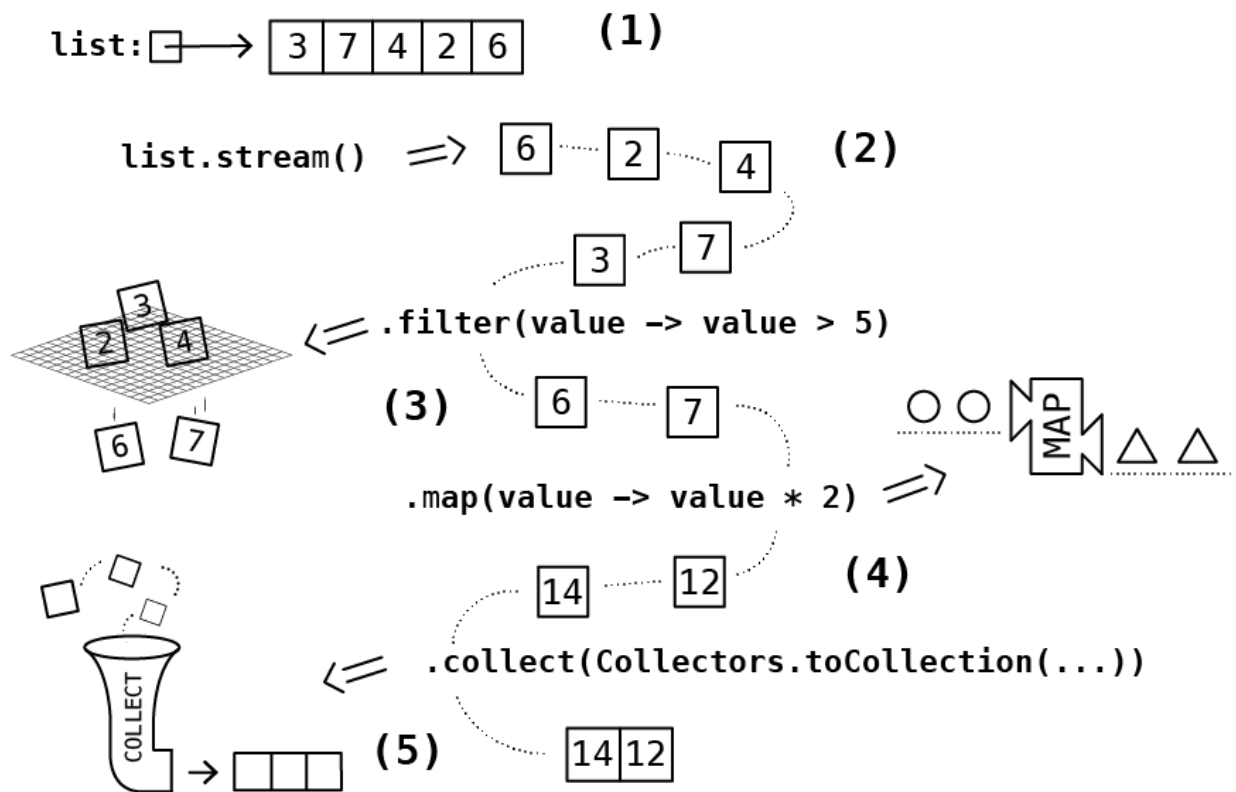 list: 3 7 4 2 6 (1)
list.stream() 6 2 4 (2)
3 7
3
2 4
.filter(value -> value > 5)
(3)
6 7
6 7
MAP
.map(value -> value * 2)
14 12 (4)
.collect(Collectors.toCollection(...))
COLLECT
(5)
14 12